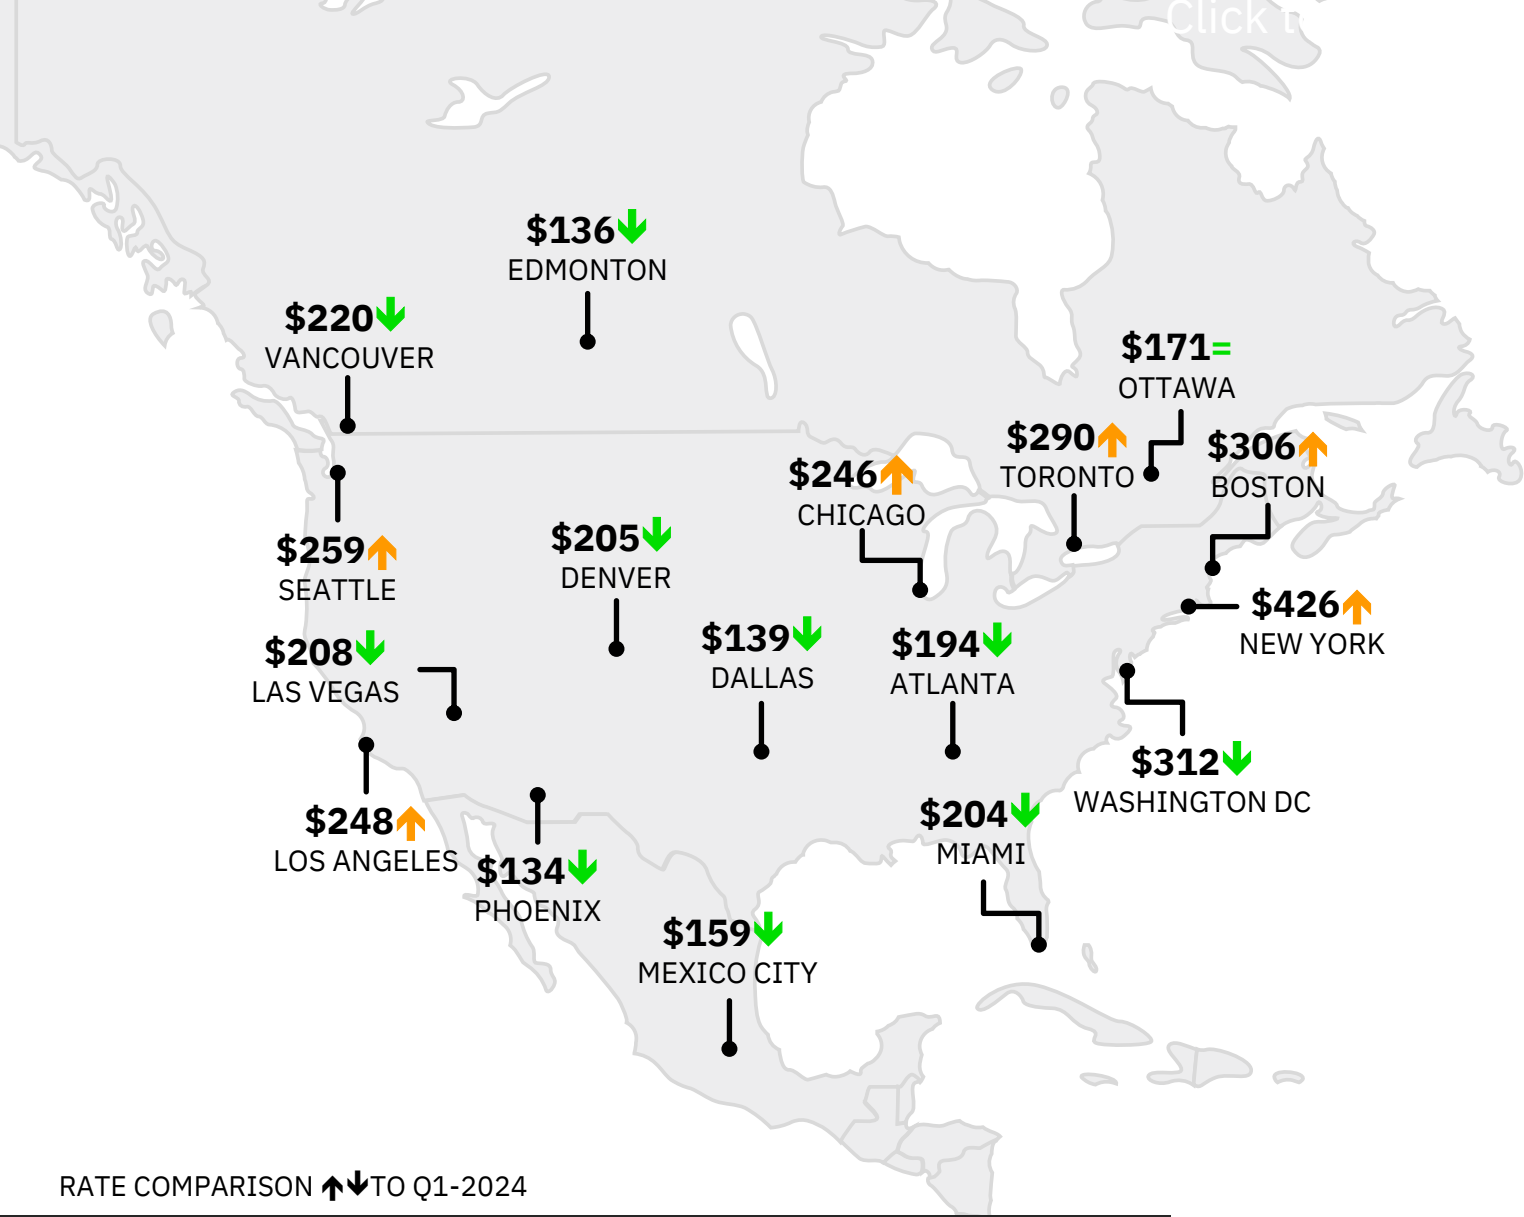 Click t
$136↓
EDMONTON
$220↓
VANCOUVER
$171=
OTTAWA
$290↑
TORONTO
$306↑
BOSTON
$246↑
CHICAGO
$259↑
SEATTLE
$205↓
DENVER
$426↑
NEW YORK
$208↓
LAS VEGAS
$139↓
DALLAS
$194↓
ATLANTA
$312↓
WASHINGTON DC
$248↑
LOS ANGELES
$134↓
PHOENIX
$204↓
MIAMI
$159↓
MEXICO CITY
RATE COMPARISON ↑↓TO Q1-2024